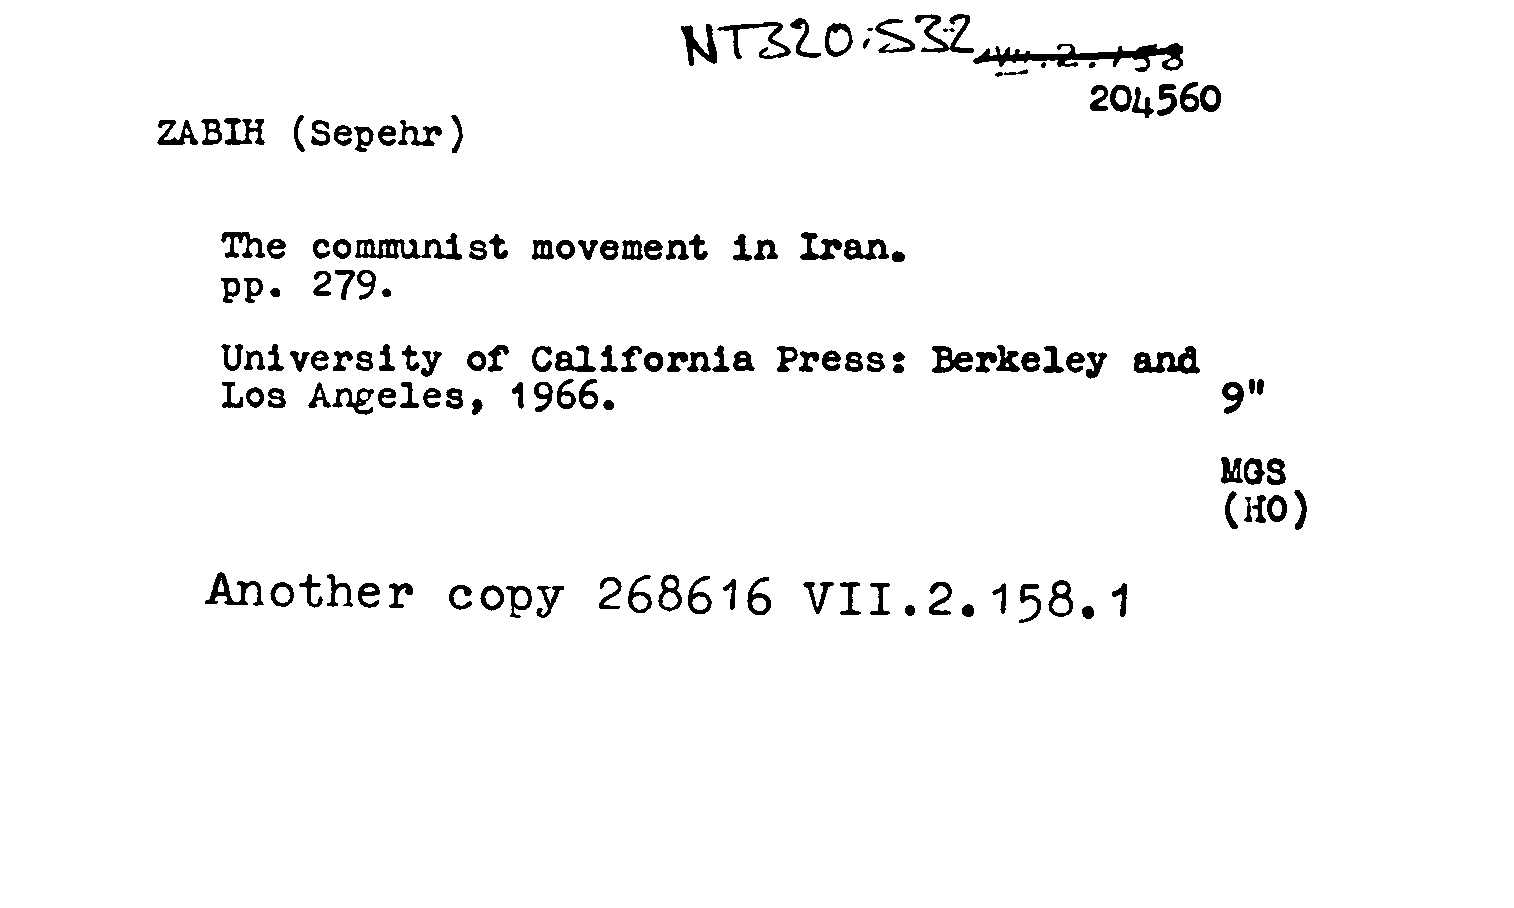 NT320:S32 VII.2.158
204560
ZABIH (Sepehr)
The communist movement in Iran.
pp. 279.
University of California Press: Berkeley and
Los Angeles, 1966.
9"
MGS
(HO)
Another copy 268616 VII.2.158.1